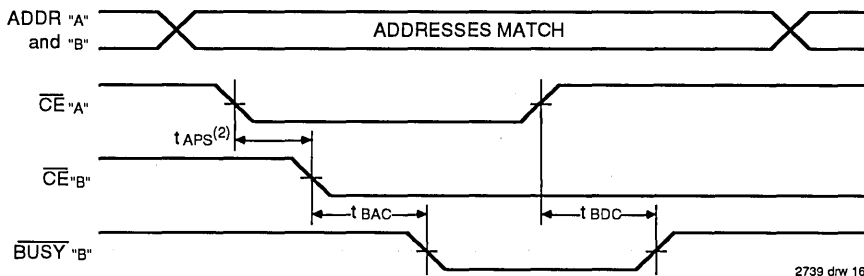 ADDR "A"
and "B"
ADDRESSES MATCH
CE "A"
tAPS(2)
CE "B"
tBAC
tBDC
BUSY "B"
2739 drw 16